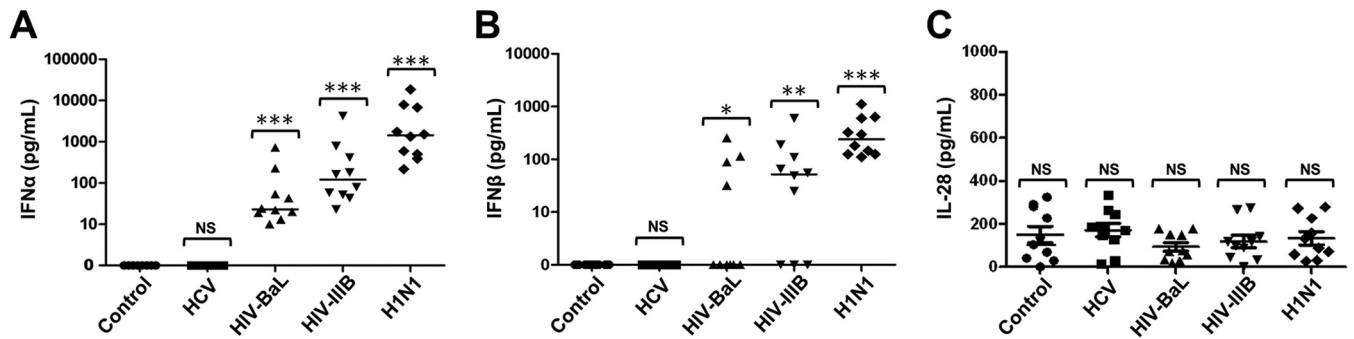 A
IFNα (pg/mL)
100000
10000
1000
100
10
0
NS
***
***
***
Control
HCV
HIV-BaL
HIV-IIIB
H1N1
B
IFNβ (pg/mL)
10000
1000
100
10
0
NS
*
**
***
Control
HCV
HIV-BaL
HIV-IIIB
H1N1
C
IL-28 (pg/mL)
1000
800
600
400
200
0
NS
NS
NS
NS
NS
Control
HCV
HIV-BaL
HIV-IIIB
H1N1